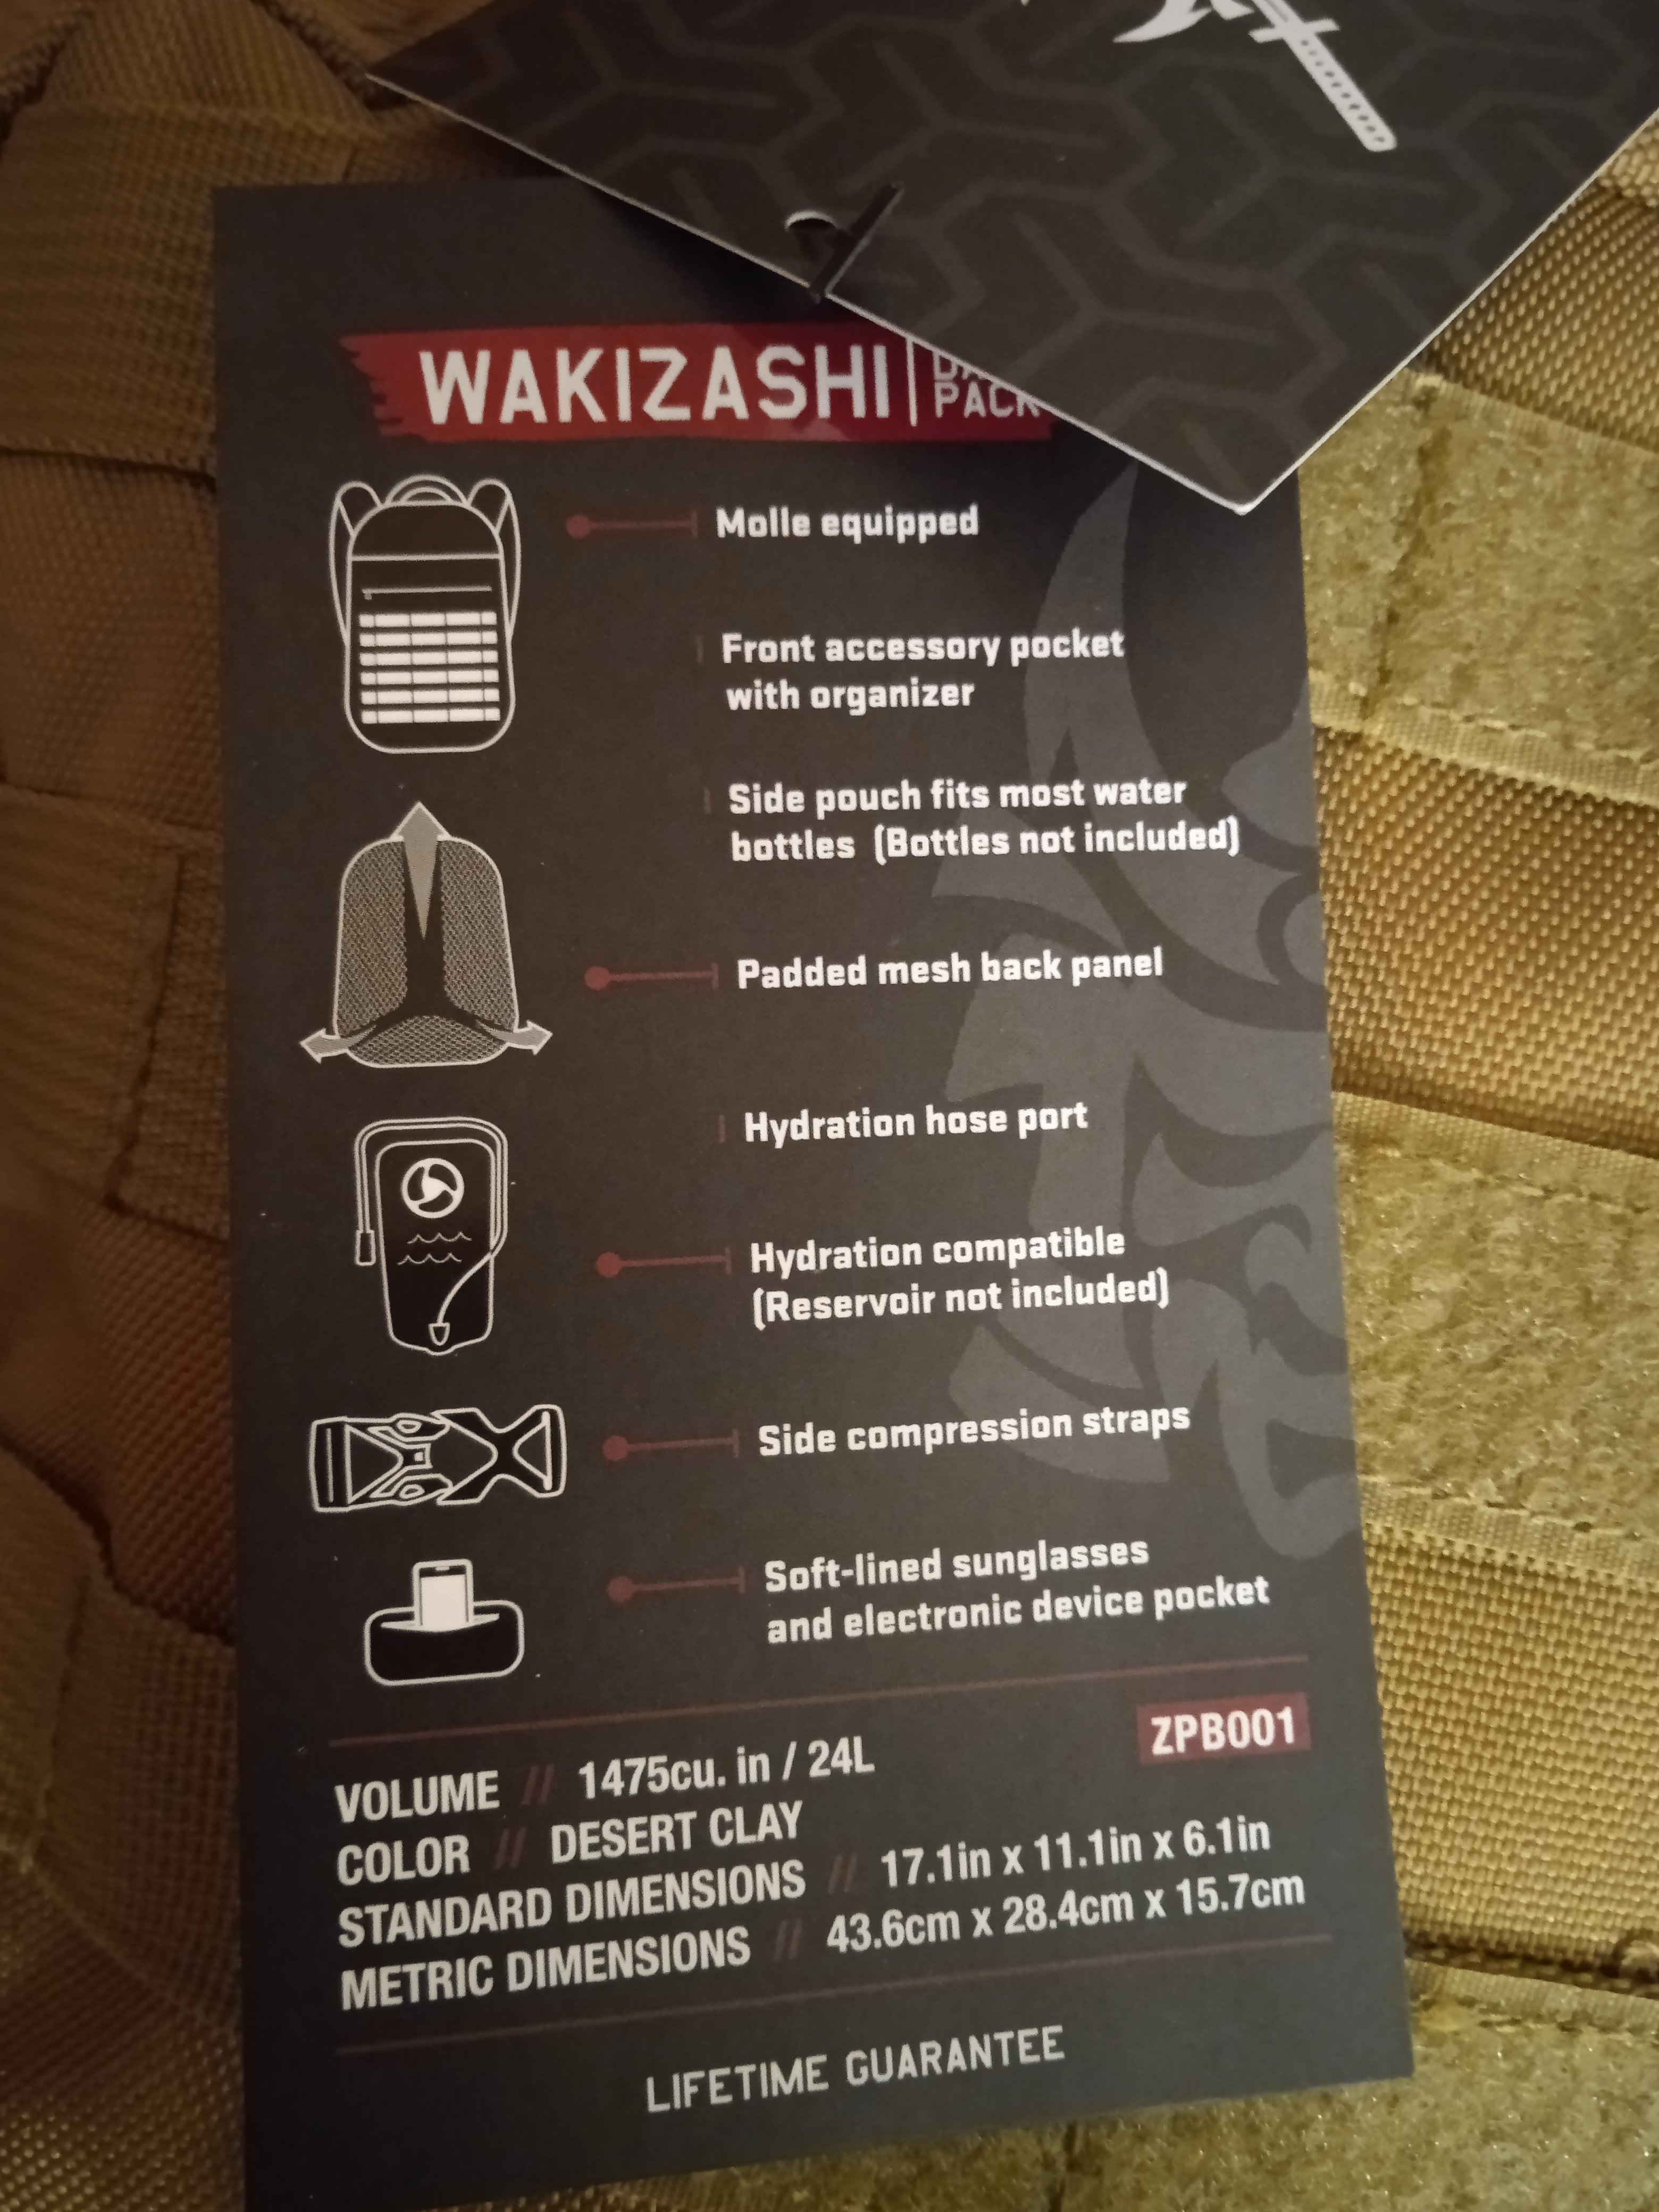 WAKIZASHI
PACK
Molle equipped
Front accessory pocket
with organizer
Side pouch fits most water
bottles (Bottles not included)
Padded mesh back panel
Hydration hose port
Hydration compatible
(Reservoir not included)
Side compression straps
Soft-lined sunglasses
and electronic device pocket
ZPB001
VOLUME // 1475cu. in / 24L
COLOR // DESERT CLAY
STANDARD DIMENSIONS // 17.1in x 11.1in x 6.1in
METRIC DIMENSIONS // 43.6cm x 28.4cm x 15.7cm
LIFETIME GUARANTEE